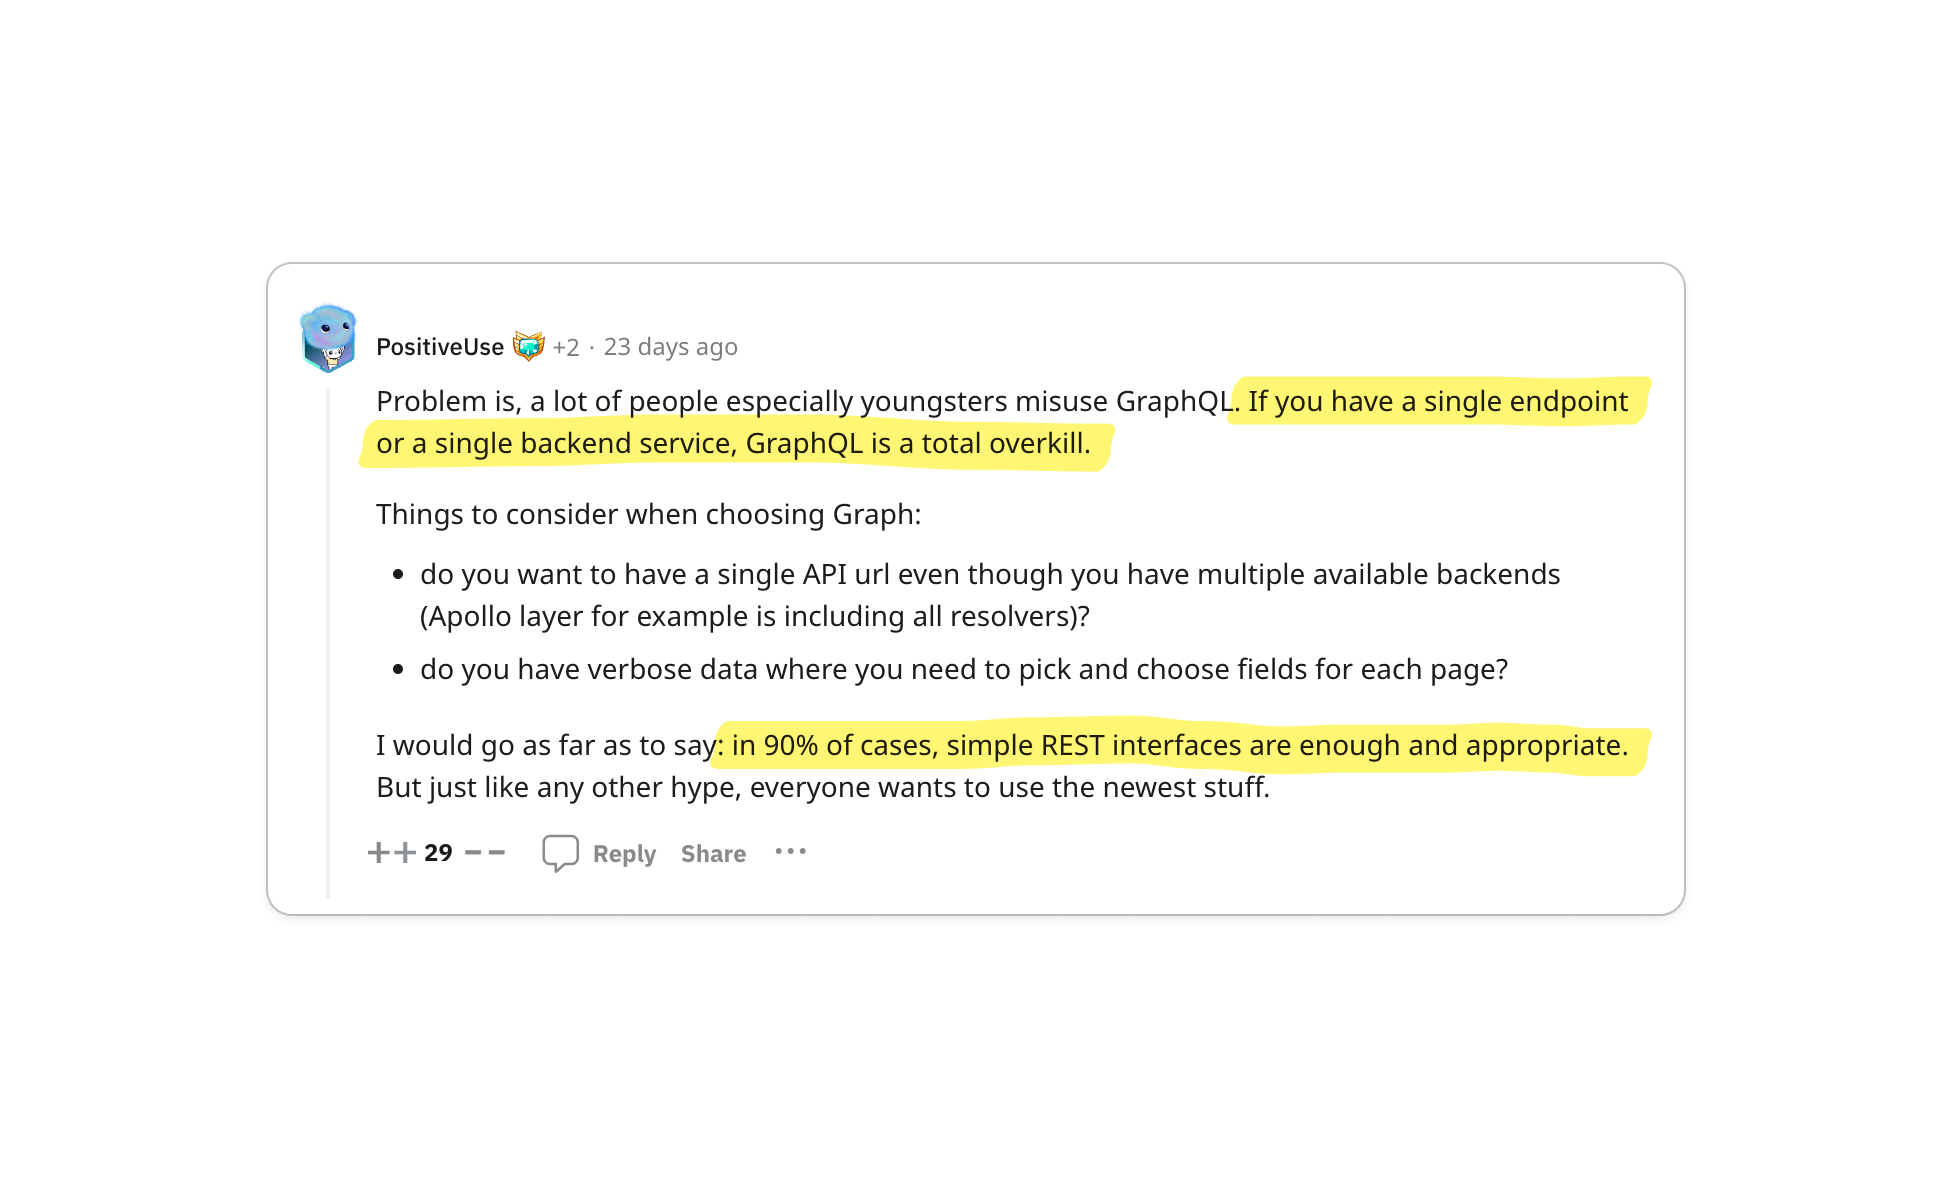 PositiveUse +2 · 23 days ago
Problem is, a lot of people especially youngsters misuse GraphQL. If you have a single endpoint
or a single backend service, GraphQL is a total overkill.
Things to consider when choosing Graph:
• do you want to have a single API url even though you have multiple available backends
(Apollo layer for example is including all resolvers)?
• do you have verbose data where you need to pick and choose fields for each page?
I would go as far as to say: in 90% of cases, simple REST interfaces are enough and appropriate.
But just like any other hype, everyone wants to use the newest stuff.
++ 29 -- Reply Share ···